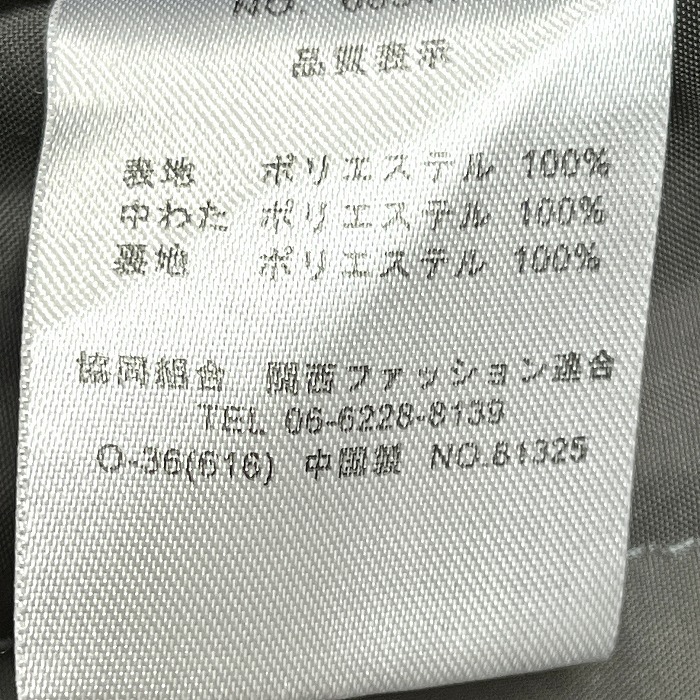 品質表示
表地 ポリエステル 100%
中わた ポリエステル 100%
裏地 ポリエステル 100%
協同組合 関西ファッション連合
TEL 06-6228-8139
O-36(616) 中国製 NO.81325